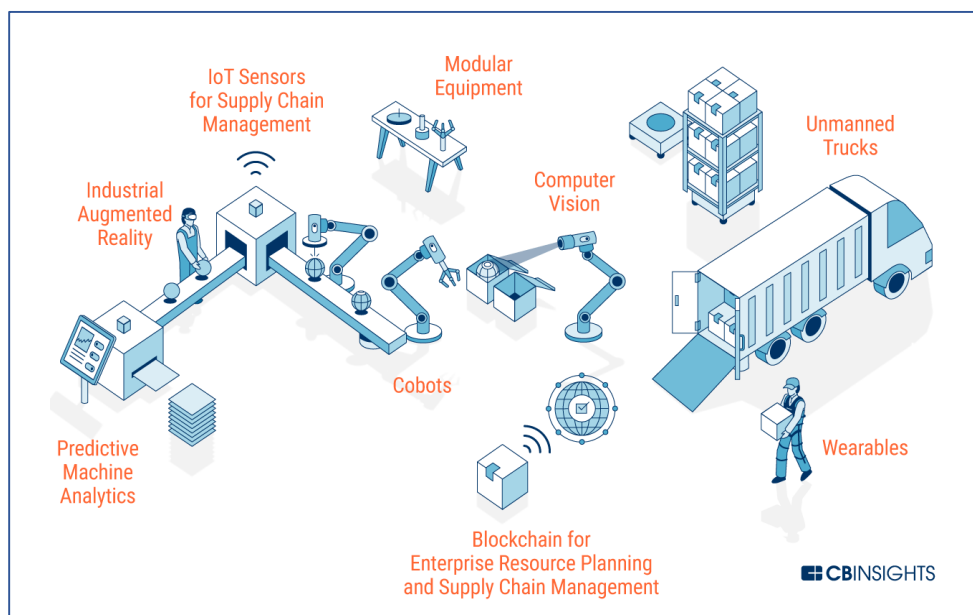 IoT Sensors
for Supply Chain
Management
Modular
Equipment
Unmanned
Trucks
Industrial
Augmented
Reality
Computer
Vision
Cobots
Predictive
Machine
Analytics
Wearables
Blockchain for
Enterprise Resource Planning
and Supply Chain Management
CBINSIGHTS